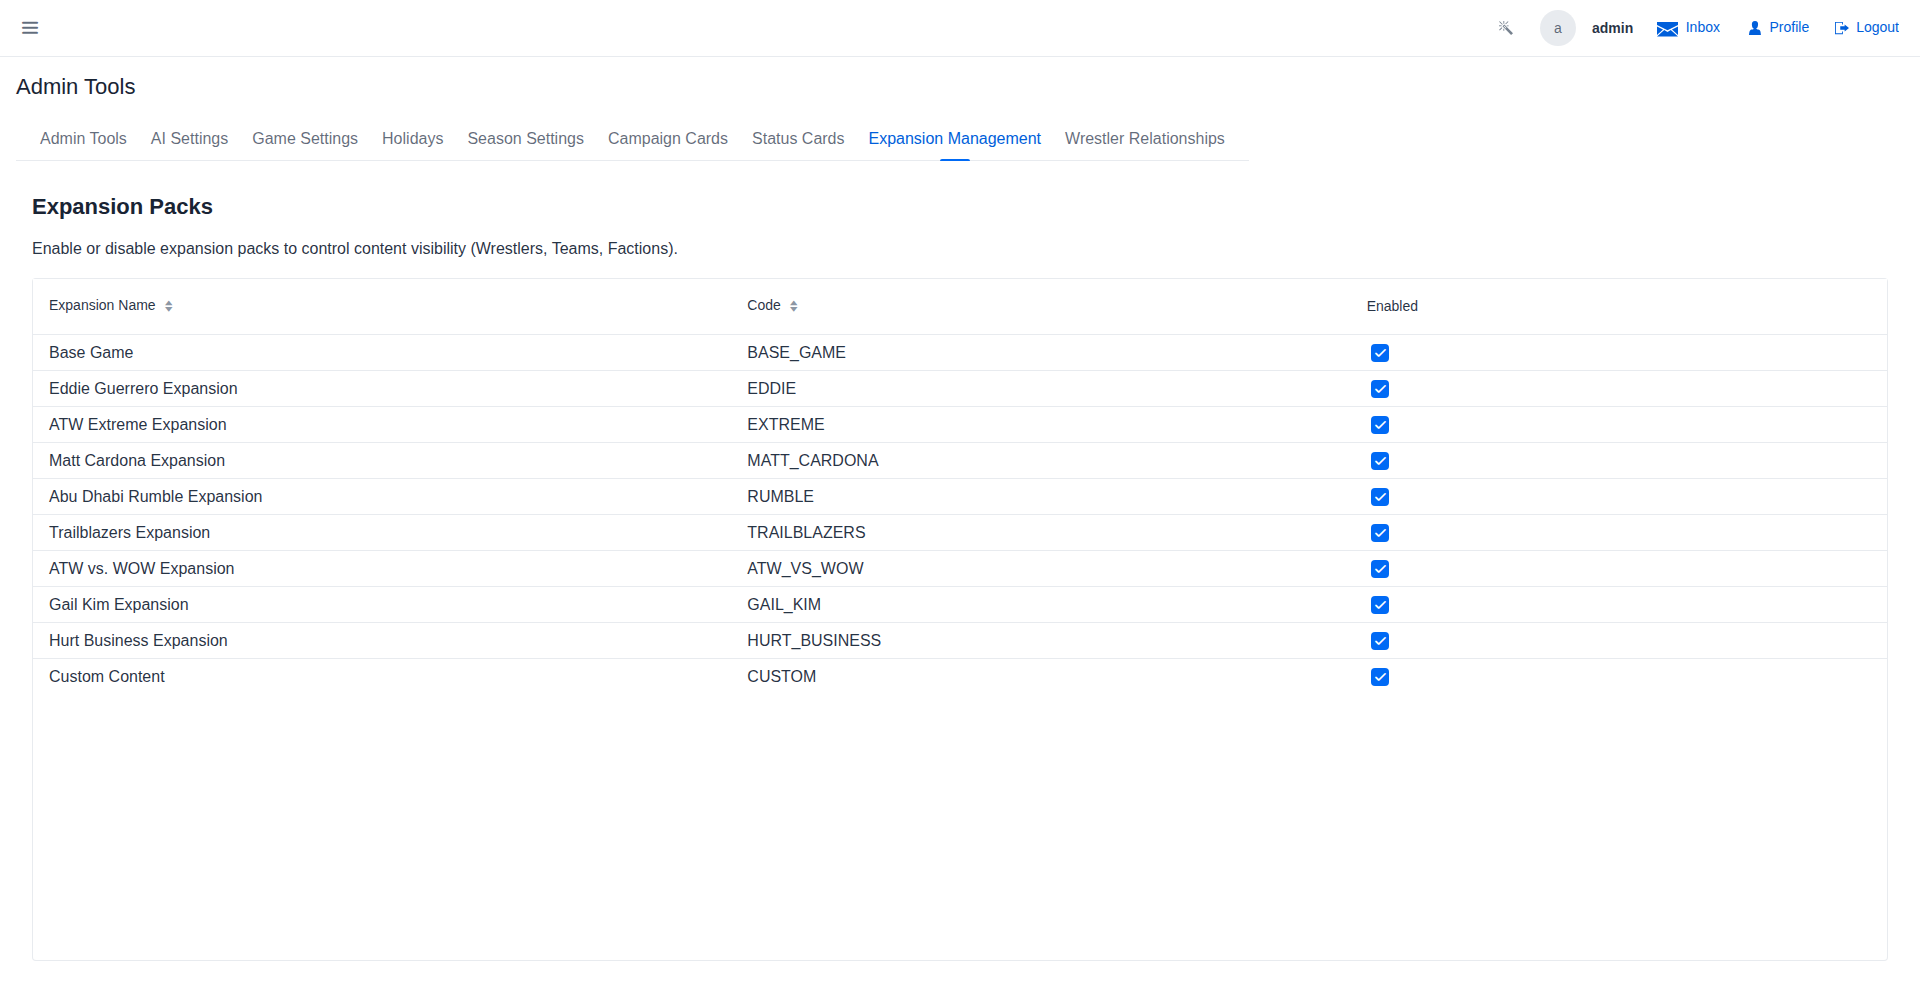 a admin Inbox Profile Logout
Admin Tools
Admin Tools AI Settings Game Settings Holidays Season Settings Campaign Cards Status Cards Expansion Management Wrestler Relationships
Expansion Packs
Enable or disable expansion packs to control content visibility (Wrestlers, Teams, Factions).
Expansion Name Code Enabled
Base Game BASE_GAME
Eddie Guerrero Expansion EDDIE
ATW Extreme Expansion EXTREME
Matt Cardona Expansion MATT_CARDONA
Abu Dhabi Rumble Expansion RUMBLE
Trailblazers Expansion TRAILBLAZERS
ATW vs. WOW Expansion ATW_VS_WOW
Gail Kim Expansion GAIL_KIM
Hurt Business Expansion HURT_BUSINESS
Custom Content CUSTOM